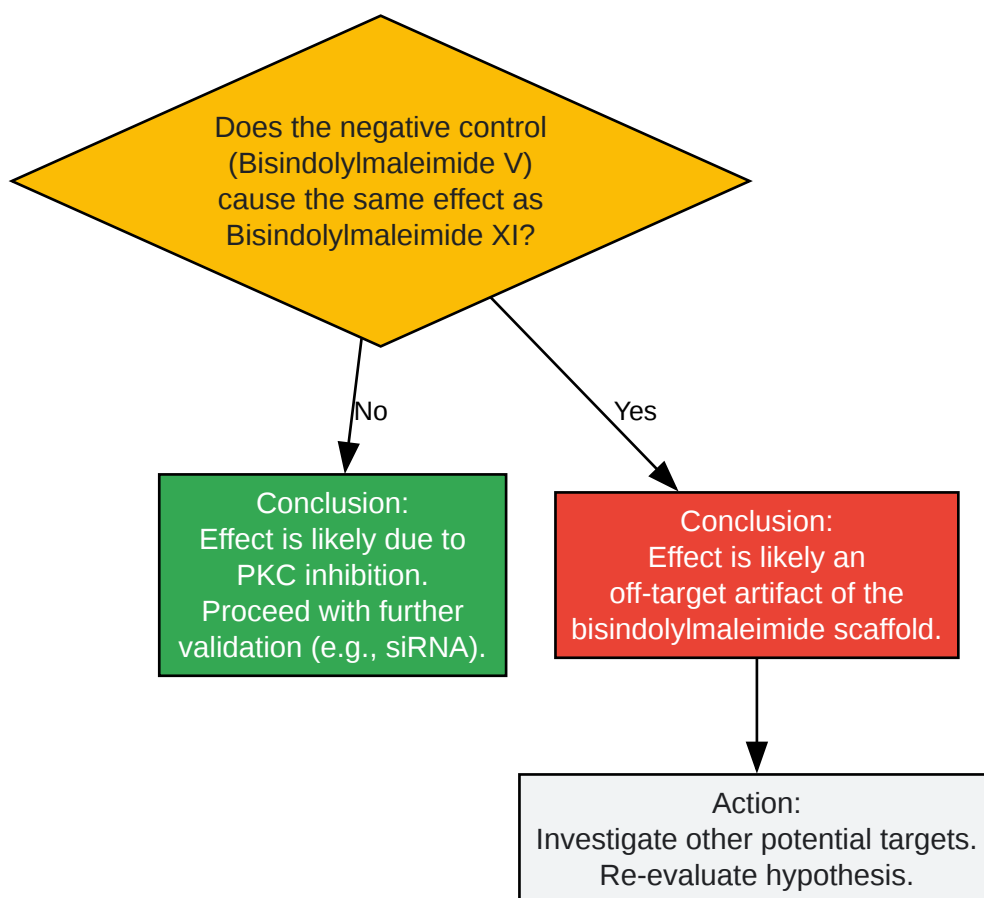 Does the negative control
(Bisindolylmaleimide V)
cause the same effect as
Bisindolylmaleimide XI?
No
Yes
Conclusion:
Effect is likely due to
PKC inhibition.
Proceed with further
validation (e.g., siRNA).
Conclusion:
Effect is likely an
off-target artifact of the
bisindolylmaleimide scaffold.
Action:
Investigate other potential targets.
Re-evaluate hypothesis.